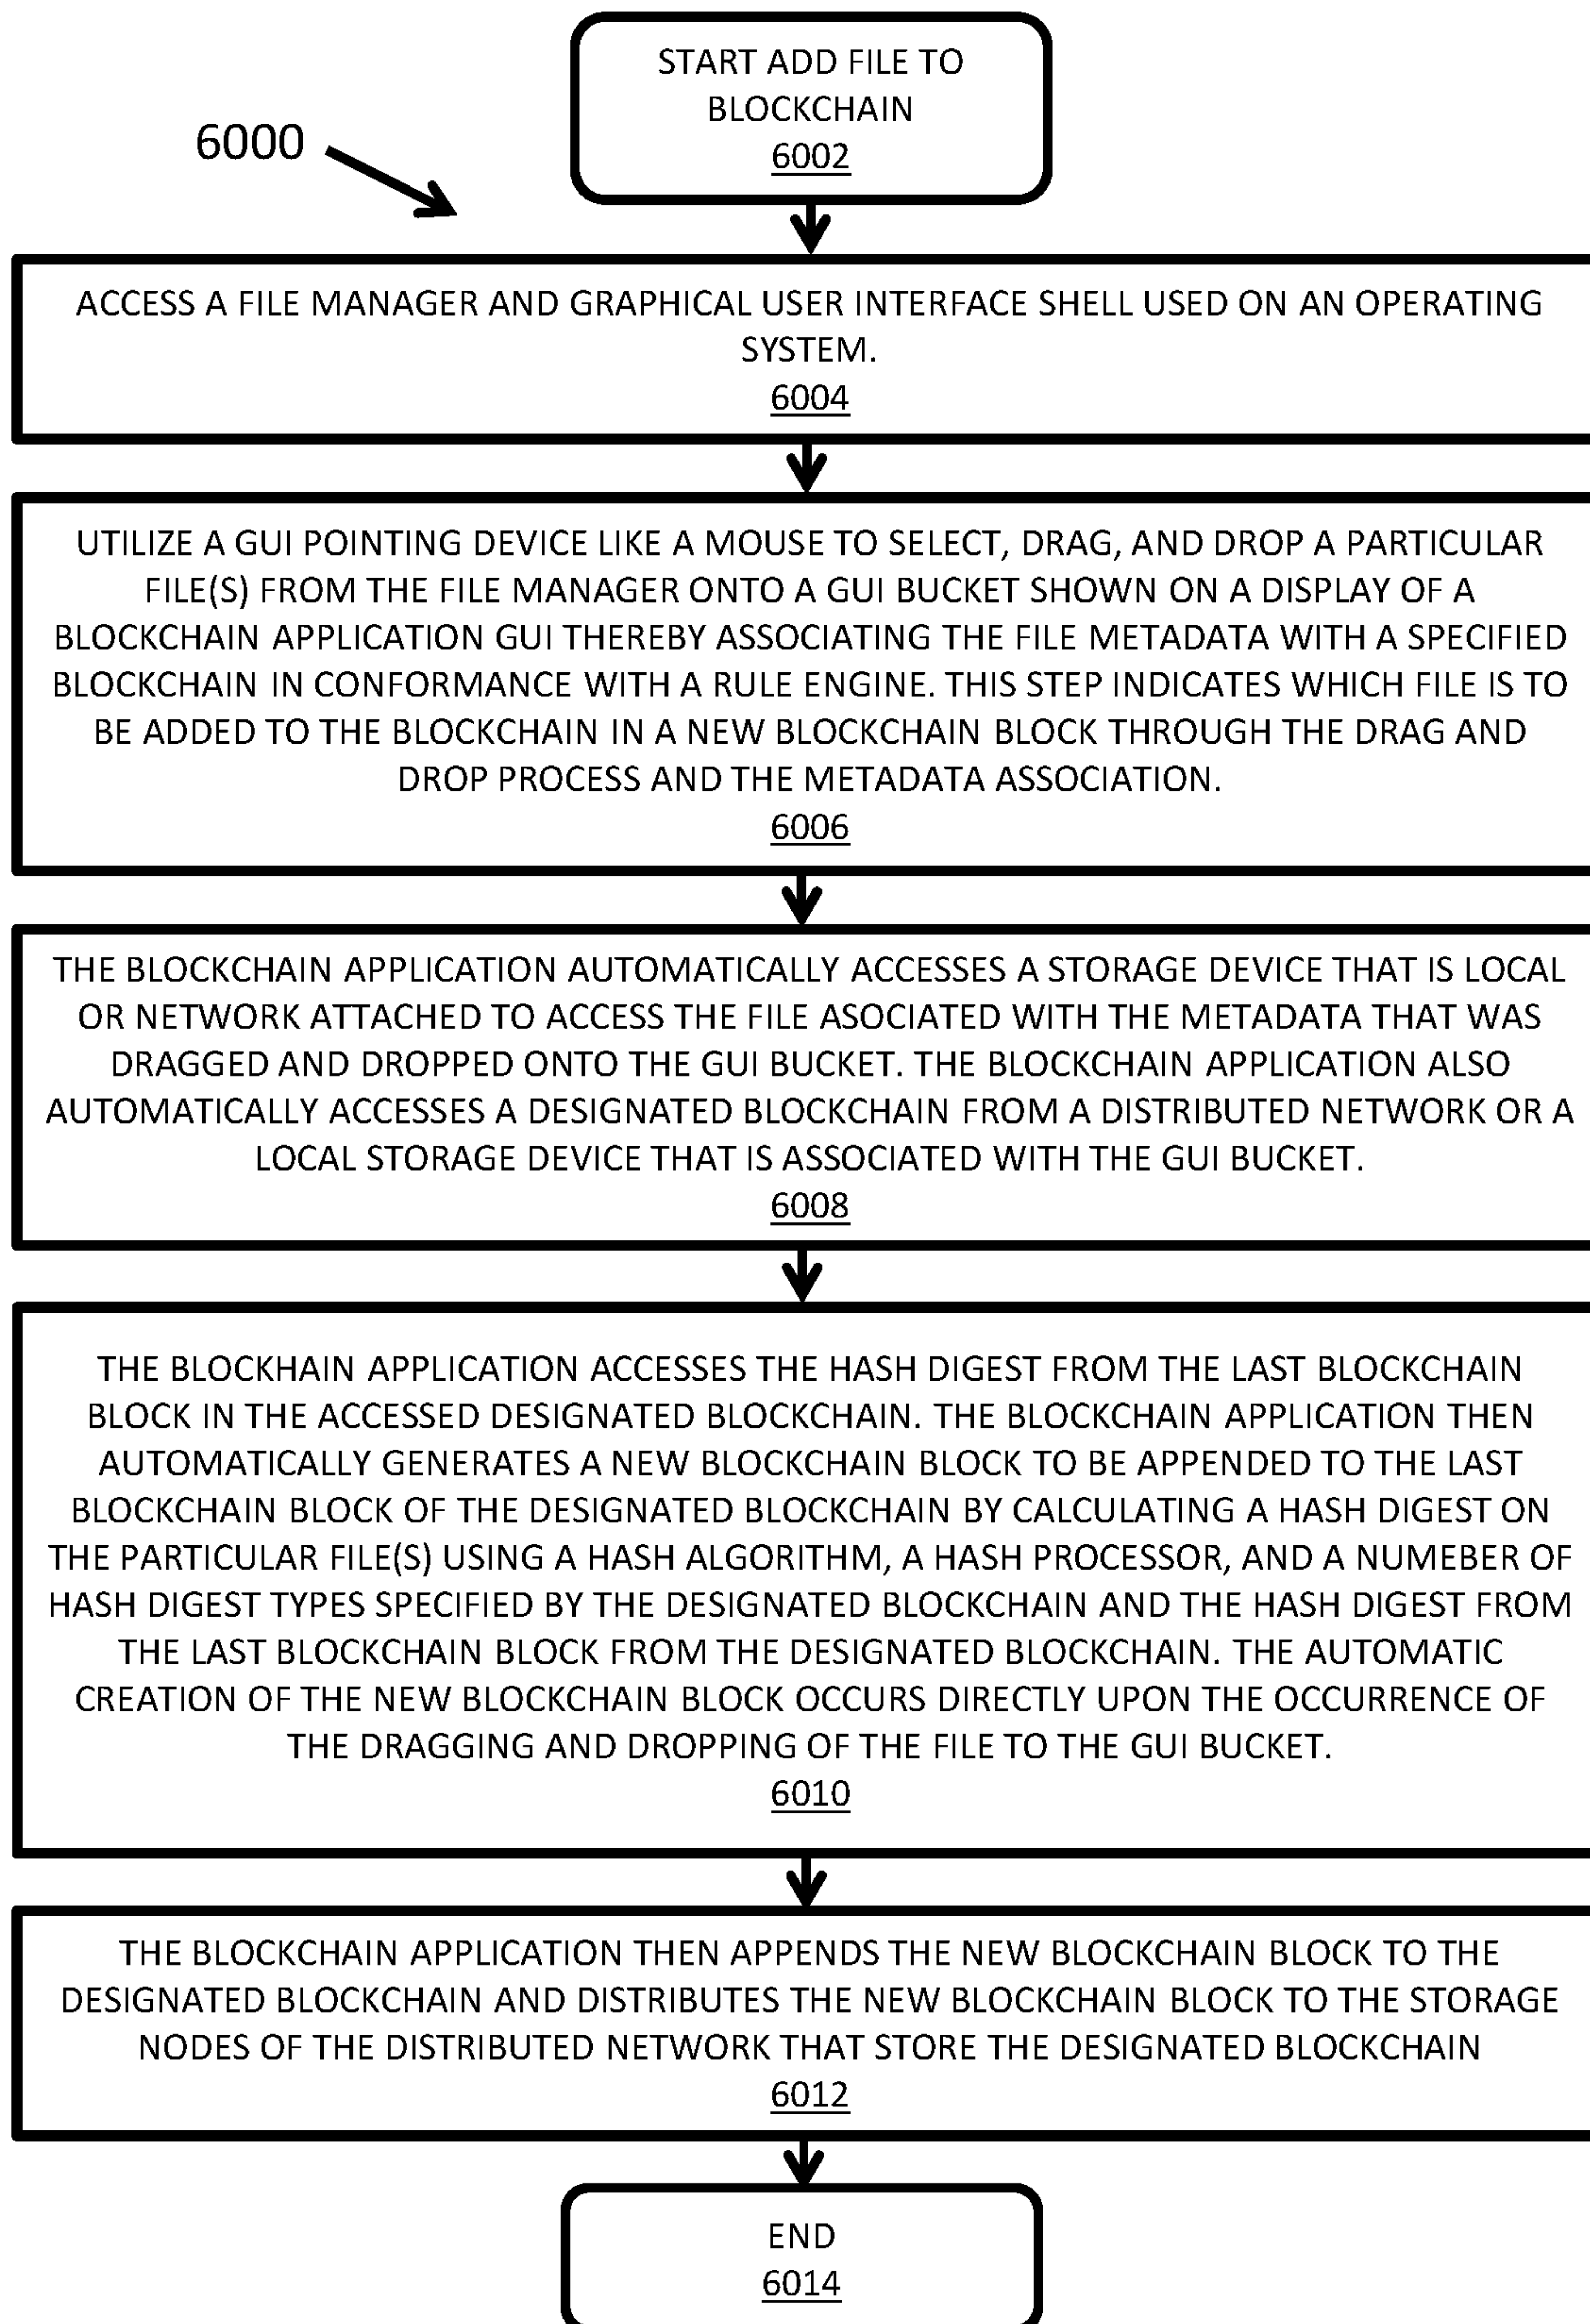 START ADD FILE TO
BLOCKCHAIN
6002
6000
ACCESS A FILE MANAGER AND GRAPHICAL USER INTERFACE SHELL USED ON AN OPERATING
SYSTEM.
6004
UTILIZE A GUI POINTING DEVICE LIKE A MOUSE TO SELECT, DRAG, AND DROP A PARTICULAR
FILE(S) FROM THE FILE MANAGER ONTO A GUI BUCKET SHOWN ON A DISPLAY OF A
BLOCKCHAIN APPLICATION GUI THEREBY ASSOCIATING THE FILE METADATA WITH A SPECIFIED
BLOCKCHAIN IN CONFORMANCE WITH A RULE ENGINE. THIS STEP INDICATES WHICH FILE IS TO
BE ADDED TO THE BLOCKCHAIN IN A NEW BLOCKCHAIN BLOCK THROUGH THE DRAG AND
DROP PROCESS AND THE METADATA ASSOCIATION.
6006
THE BLOCKCHAIN APPLICATION AUTOMATICALLY ACCESSES A STORAGE DEVICE THAT IS LOCAL
OR NETWORK ATTACHED TO ACCESS THE FILE ASOCIATED WITH THE METADATA THAT WAS
DRAGGED AND DROPPED ONTO THE GUI BUCKET. THE BLOCKCHAIN APPLICATION ALSO
AUTOMATICALLY ACCESSES A DESIGNATED BLOCKCHAIN FROM A DISTRIBUTED NETWORK OR A
LOCAL STORAGE DEVICE THAT IS ASSOCIATED WITH THE GUI BUCKET.
6008
THE BLOCKHAIN APPLICATION ACCESSES THE HASH DIGEST FROM THE LAST BLOCKCHAIN
BLOCK IN THE ACCESSED DESIGNATED BLOCKCHAIN. THE BLOCKCHAIN APPLICATION THEN
AUTOMATICALLY GENERATES A NEW BLOCKCHAIN BLOCK TO BE APPENDED TO THE LAST
BLOCKCHAIN BLOCK OF THE DESIGNATED BLOCKCHAIN BY CALCULATING A HASH DIGEST ON
THE PARTICULAR FILE(S) USING A HASH ALGORITHM, A HASH PROCESSOR, AND A NUMEBER OF
HASH DIGEST TYPES SPECIFIED BY THE DESIGNATED BLOCKCHAIN AND THE HASH DIGEST FROM
THE LAST BLOCKCHAIN BLOCK FROM THE DESIGNATED BLOCKCHAIN. THE AUTOMATIC
CREATION OF THE NEW BLOCKCHAIN BLOCK OCCURS DIRECTLY UPON THE OCCURRENCE OF
THE DRAGGING AND DROPPING OF THE FILE TO THE GUI BUCKET.
6010
THE BLOCKCHAIN APPLICATION THEN APPENDS THE NEW BLOCKCHAIN BLOCK TO THE
DESIGNATED BLOCKCHAIN AND DISTRIBUTES THE NEW BLOCKCHAIN BLOCK TO THE STORAGE
NODES OF THE DISTRIBUTED NETWORK THAT STORE THE DESIGNATED BLOCKCHAIN
6012
END
6014